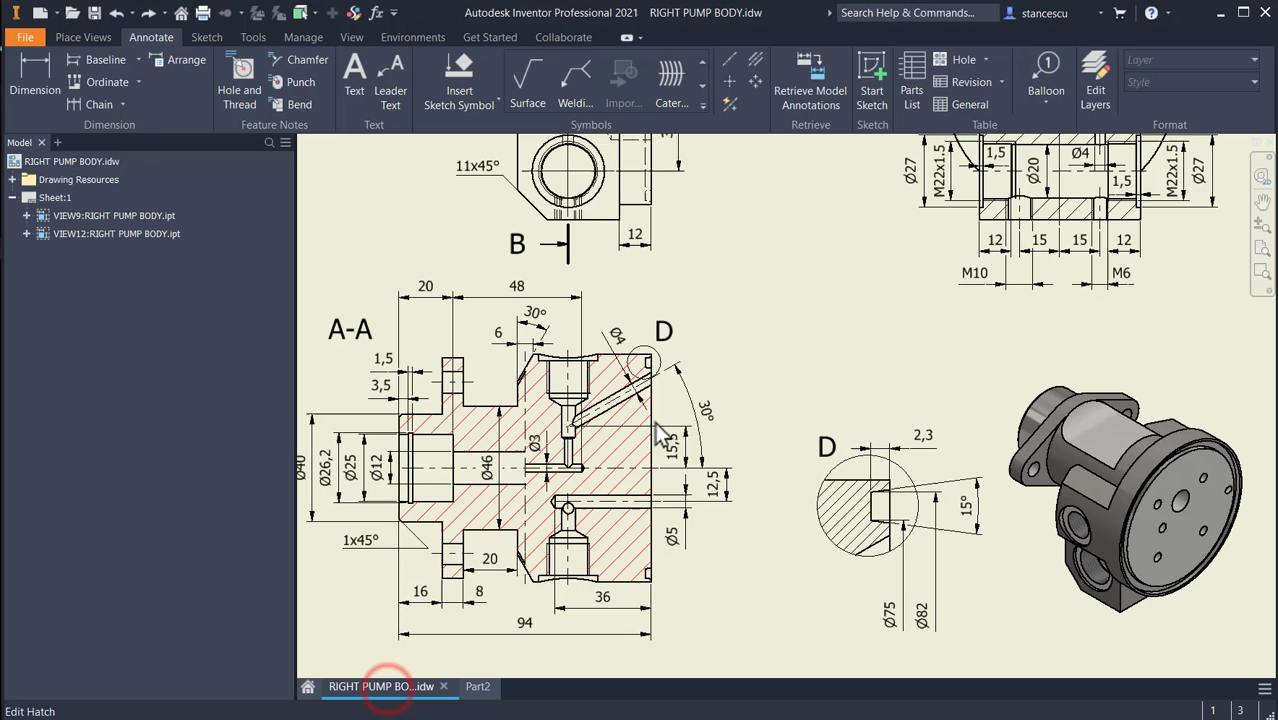 Autodesk Inventor Professional 2021 RIGHT PUMP BODY.idw
Search Help & Commands...
stancescu
File Place Views Annotate Sketch Tools Manage View Environments Get Started Collaborate
Dimension
Baseline
Ordinate
Chain
Arrange
Dimension
Hole and Thread
Chamfer
Punch
Bend
Feature Notes
Text
Leader Text
Text
Insert Sketch Symbol
Surface
Weldi...
Impor...
Cater...
Symbols
Retrieve Model Annotations
Retrieve
Start Sketch
Sketch
Parts List
Hole
Revision
General
Table
Balloon
Edit Layers
Layer
Style
Format
Model
RIGHT PUMP BODY.idw
Drawing Resources
Sheet:1
VIEW9:RIGHT PUMP BODY.ipt
VIEW12:RIGHT PUMP BODY.ipt
11x45°
B
12
Ø27
M22x1.5
1,5
Ø20
Ø4
1,5
M22x1.5
Ø27
12
15
15
12
M10
M6
A-A
20
48
30°
6
Ø4
D
1,5
3,5
30°
Ø40
Ø26,2
Ø25
Ø12
Ø46
Ø3
15,5
12,5
Ø5
1x45°
20
16
8
36
94
D
2,3
15°
Ø75
Ø82
RIGHT PUMP BO...idw
Part2
Edit Hatch
1 3